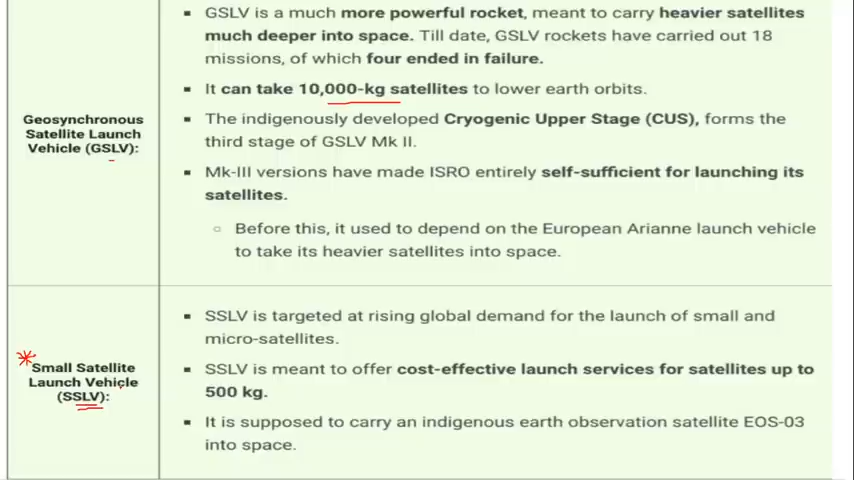 ▪ GSLV is a much more powerful rocket, meant to carry heavier satellites
much deeper into space. Till date, GSLV rockets have carried out 18
missions, of which four ended in failure.
▪ It can take 10,000-kg satellites to lower earth orbits.
Geosynchronous
Satellite Launch
Vehicle (GSLV):
▪ The indigenously developed Cryogenic Upper Stage (CUS), forms the
third stage of GSLV Mk II.
▪ Mk-III versions have made ISRO entirely self-sufficient for launching its
satellites.
○ Before this, it used to depend on the European Arianne launch vehicle
to take its heavier satellites into space.
Small Satellite
Launch Vehicle
(SSLV):
▪ SSLV is targeted at rising global demand for the launch of small and
micro-satellites.
▪ SSLV is meant to offer cost-effective launch services for satellites up to
500 kg.
▪ It is supposed to carry an indigenous earth observation satellite EOS-03
into space.